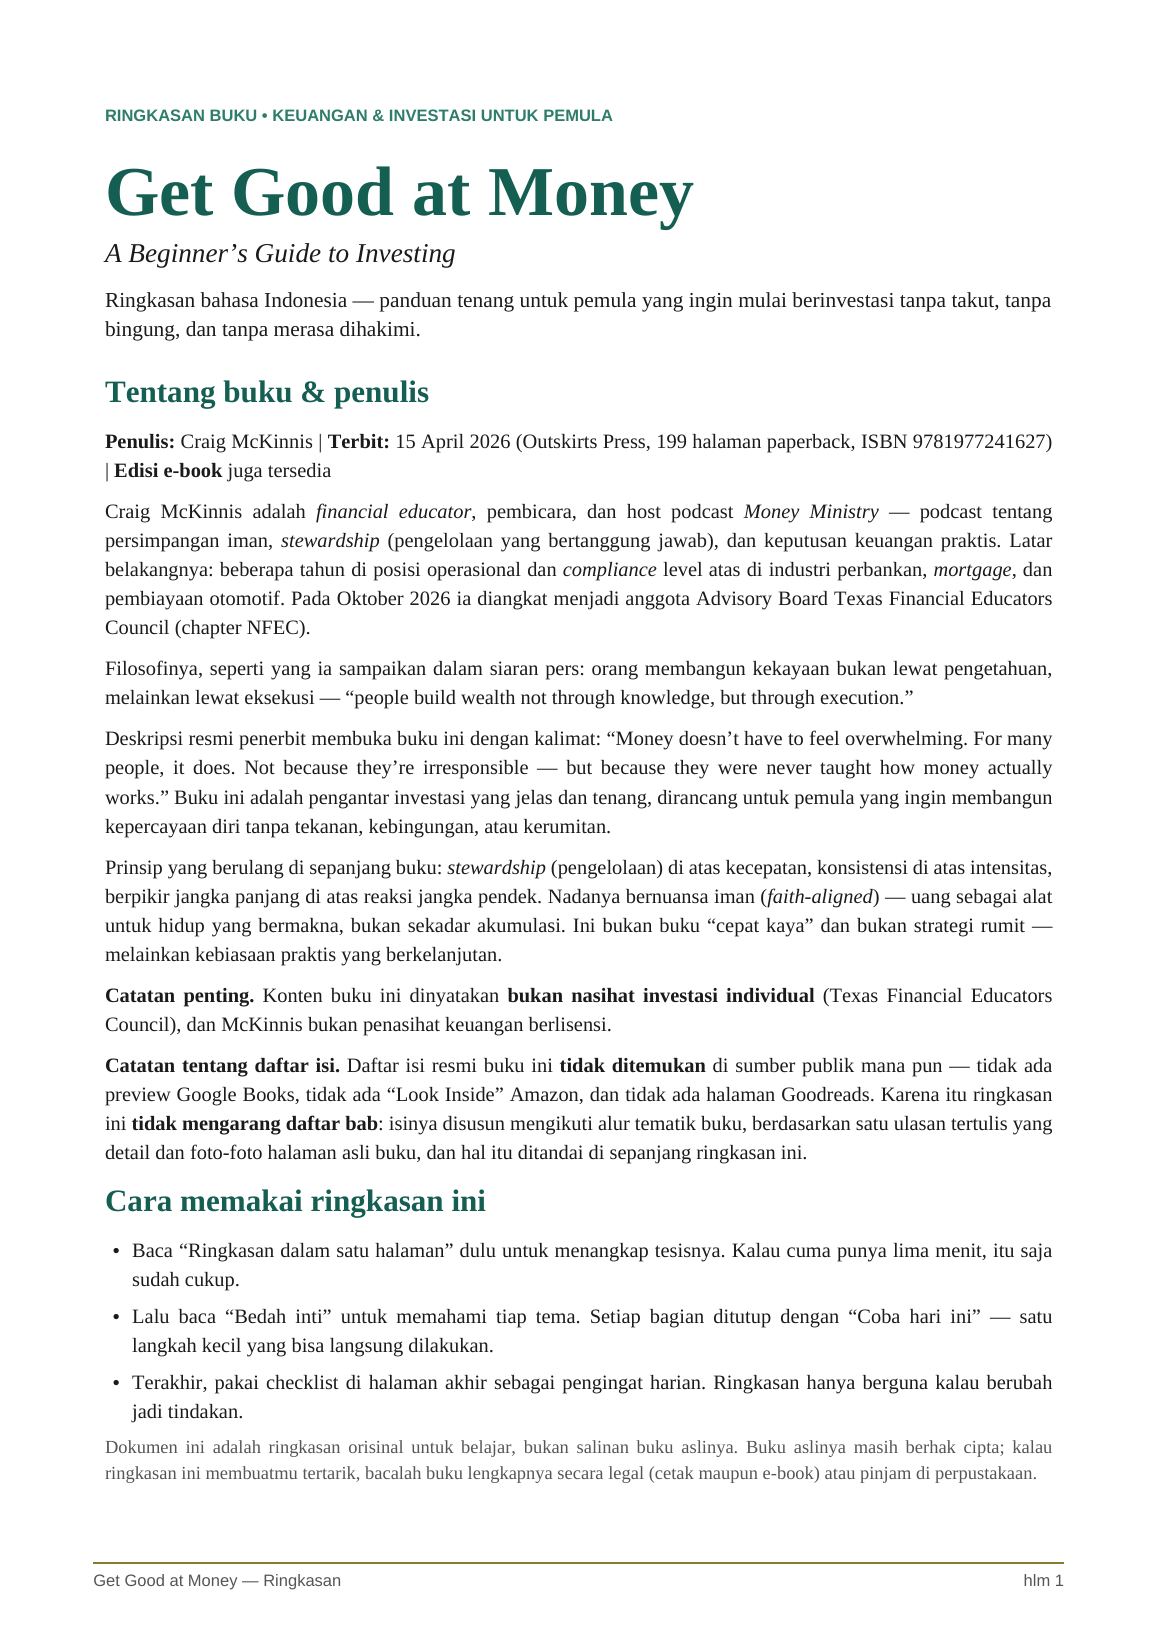 RINGKASAN BUKU • KEUANGAN & INVESTASI UNTUK PEMULA
Get Good at Money
A Beginner’s Guide to Investing
Ringkasan bahasa Indonesia — panduan tenang untuk pemula yang ingin mulai berinvestasi tanpa takut, tanpa
bingung, dan tanpa merasa dihakimi.
Tentang buku & penulis
Penulis: Craig McKinnis | Terbit: 15 April 2026 (Outskirts Press, 199 halaman paperback, ISBN 9781977241627)
| Edisi e-book juga tersedia
Craig McKinnis adalah financial educator, pembicara, dan host podcast Money Ministry — podcast tentang
persimpangan iman, stewardship (pengelolaan yang bertanggung jawab), dan keputusan keuangan praktis. Latar
belakangnya: beberapa tahun di posisi operasional dan compliance level atas di industri perbankan, mortgage, dan
pembiayaan otomotif. Pada Oktober 2026 ia diangkat menjadi anggota Advisory Board Texas Financial Educators
Council (chapter NFEC).
Filosofinya, seperti yang ia sampaikan dalam siaran pers: orang membangun kekayaan bukan lewat pengetahuan,
melainkan lewat eksekusi — “people build wealth not through knowledge, but through execution.”
Deskripsi resmi penerbit membuka buku ini dengan kalimat: “Money doesn’t have to feel overwhelming. For many
people, it does. Not because they’re irresponsible — but because they were never taught how money actually
works.” Buku ini adalah pengantar investasi yang jelas dan tenang, dirancang untuk pemula yang ingin membangun
kepercayaan diri tanpa tekanan, kebingungan, atau kerumitan.
Prinsip yang berulang di sepanjang buku: stewardship (pengelolaan) di atas kecepatan, konsistensi di atas intensitas,
berpikir jangka panjang di atas reaksi jangka pendek. Nadanya bernuansa iman (faith-aligned) — uang sebagai alat
untuk hidup yang bermakna, bukan sekadar akumulasi. Ini bukan buku “cepat kaya” dan bukan strategi rumit —
melainkan kebiasaan praktis yang berkelanjutan.
Catatan penting. Konten buku ini dinyatakan bukan nasihat investasi individual (Texas Financial Educators
Council), dan McKinnis bukan penasihat keuangan berlisensi.
Catatan tentang daftar isi. Daftar isi resmi buku ini tidak ditemukan di sumber publik mana pun — tidak ada
preview Google Books, tidak ada “Look Inside” Amazon, dan tidak ada halaman Goodreads. Karena itu ringkasan
ini tidak mengarang daftar bab: isinya disusun mengikuti alur tematik buku, berdasarkan satu ulasan tertulis yang
detail dan foto-foto halaman asli buku, dan hal itu ditandai di sepanjang ringkasan ini.
Cara memakai ringkasan ini
• Baca “Ringkasan dalam satu halaman” dulu untuk menangkap tesisnya. Kalau cuma punya lima menit, itu saja
sudah cukup.
• Lalu baca “Bedah inti” untuk memahami tiap tema. Setiap bagian ditutup dengan “Coba hari ini” — satu
langkah kecil yang bisa langsung dilakukan.
• Terakhir, pakai checklist di halaman akhir sebagai pengingat harian. Ringkasan hanya berguna kalau berubah
jadi tindakan.
Dokumen ini adalah ringkasan orisinal untuk belajar, bukan salinan buku aslinya. Buku aslinya masih berhak cipta; kalau
ringkasan ini membuatmu tertarik, bacalah buku lengkapnya secara legal (cetak maupun e-book) atau pinjam di perpustakaan.
Get Good at Money — Ringkasan
hlm 1